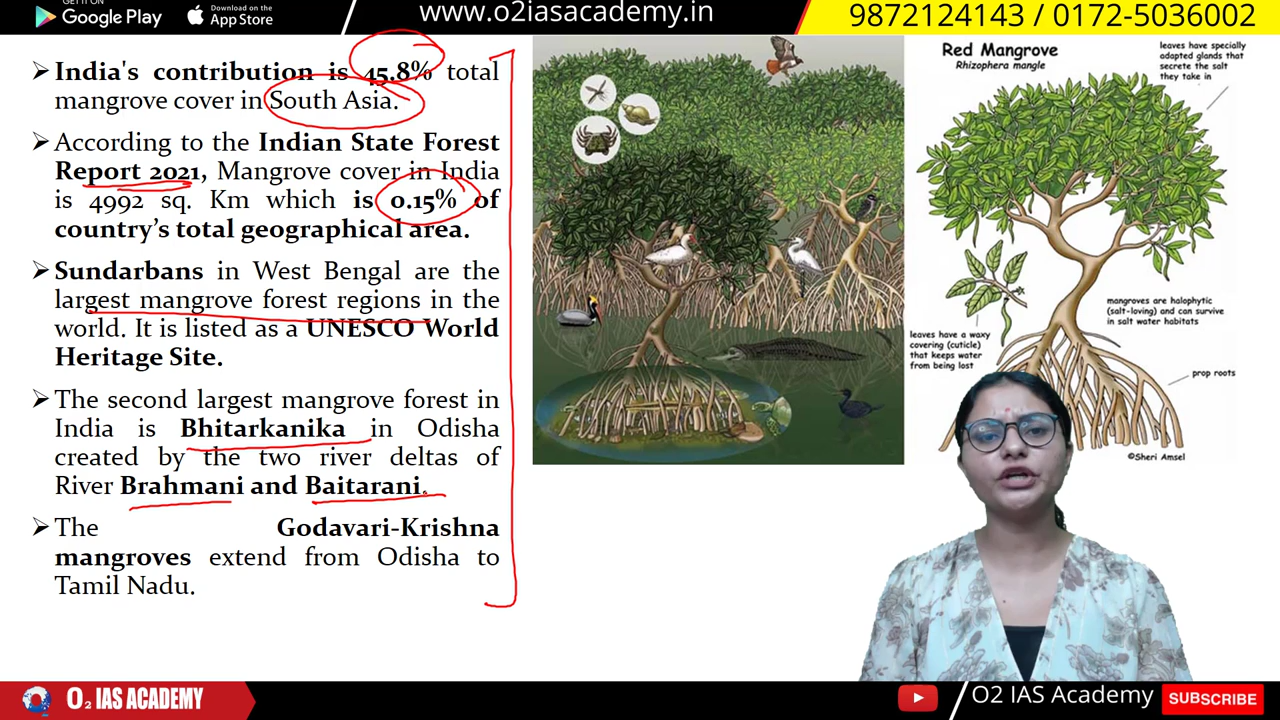 GET IT ON
Google Play
Download on the
App Store
www.o2iasacademy.in
9872124143 / 0172-5036002
➢ India's contribution is 45.8% total
mangrove cover in South Asia.
➢ According to the Indian State Forest
Report 2021, Mangrove cover in India
is 4992 sq. Km which is 0.15% of
country's total geographical area.
➢ Sundarbans in West Bengal are the
largest mangrove forest regions in the
world. It is listed as a UNESCO World
Heritage Site.
➢ The second largest mangrove forest in
India is Bhitarkanika in Odisha
created by the two river deltas of
River Brahmani and Baitarani.
➢ The Godavari-Krishna
mangroves extend from Odisha to
Tamil Nadu.
Red Mangrove
Rhizophera mangle
leaves have specially
adapted glands that
secrete the salt
they take in
mangroves are halophytic
(salt-loving) and can survive
in salt water habitats
leaves have a waxy
covering (cuticle)
that keeps water
from being lost
prop roots
©Sheri Amsel
O2 IAS ACADEMY
O2 IAS Academy
SUBSCRIBE